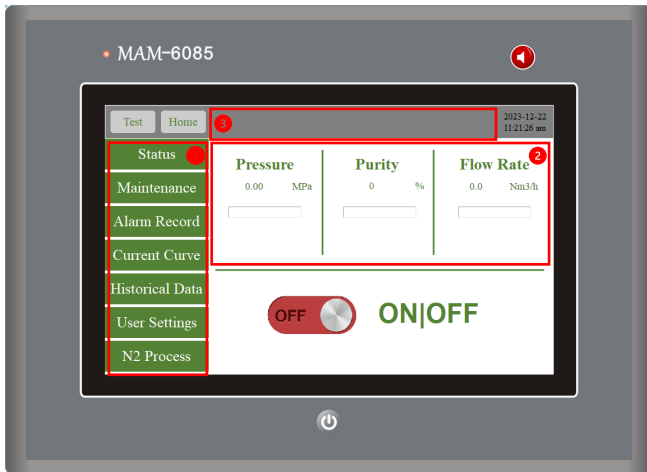 MAM-6085
Test
Home
3
2023-12-22
11:21:26 am
Status
Maintenance
Alarm Record
Current Curve
Historical Data
User Settings
N2 Process
2
Pressure
0.00 MPa
Purity
0 %
Flow Rate
0.0 Nm3/h
OFF
ON|OFF